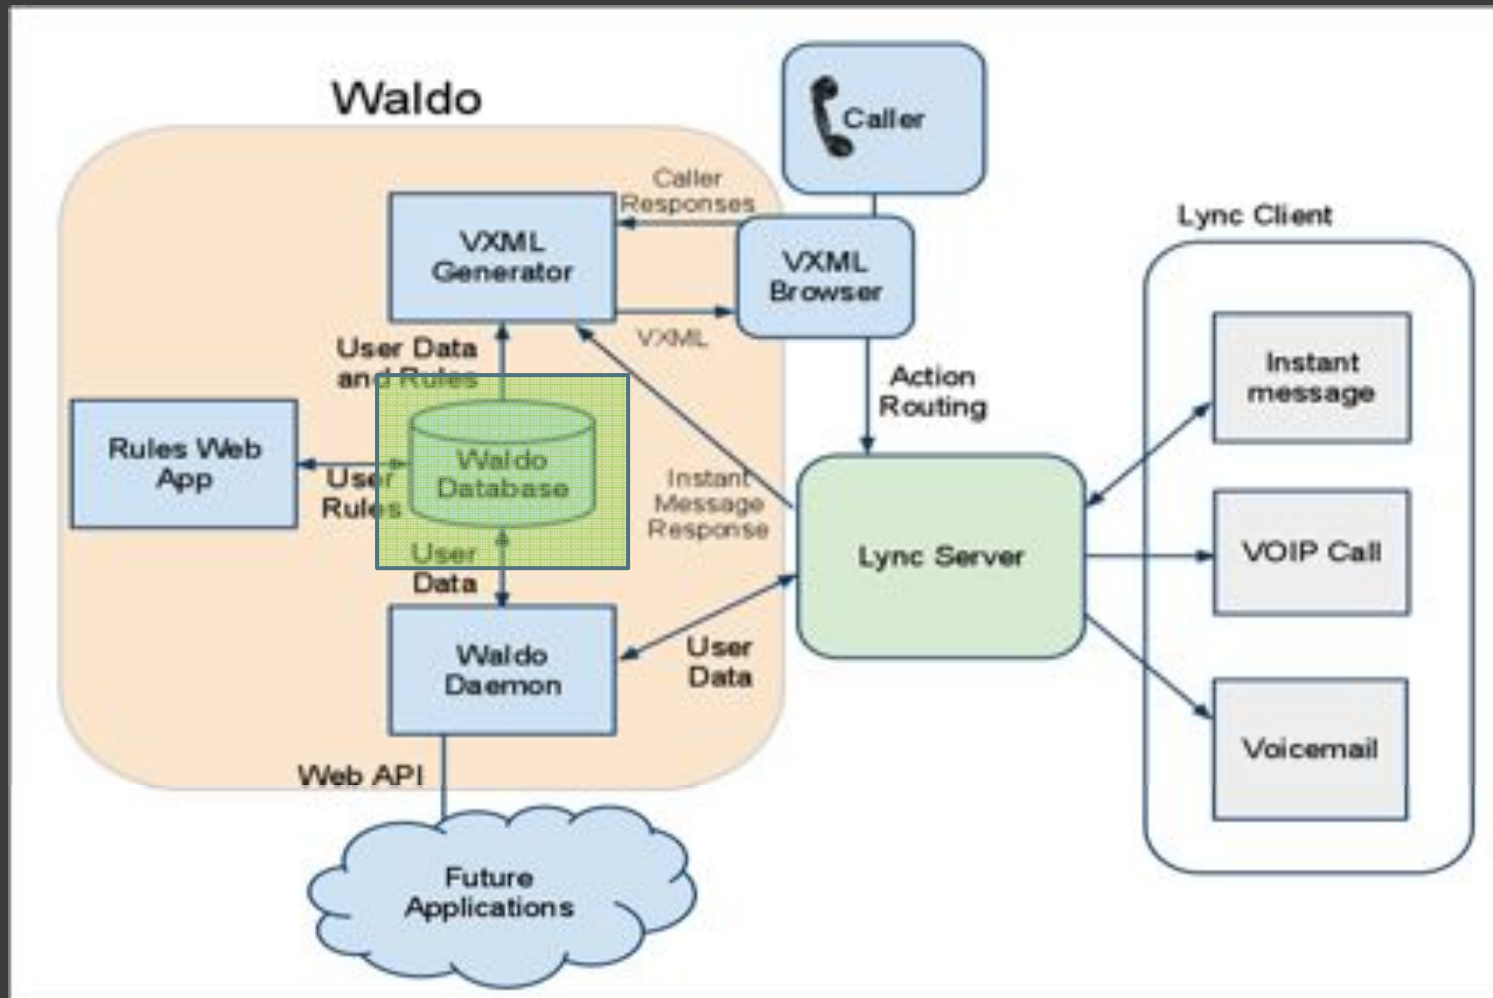 Waldo
Caller
Caller
Responses
VXML
Generator
VXML
Browser
Lync Client
VXML
User Data
and Rules
Instant
message
Action
Routing
Rules Web
App
User
Rules
Waldo
Database
Instant
Message
Response
Lync Server
VOIP Call
User
Data
Waldo
Daemon
User
Data
Voicemail
Web API
Future
Applications